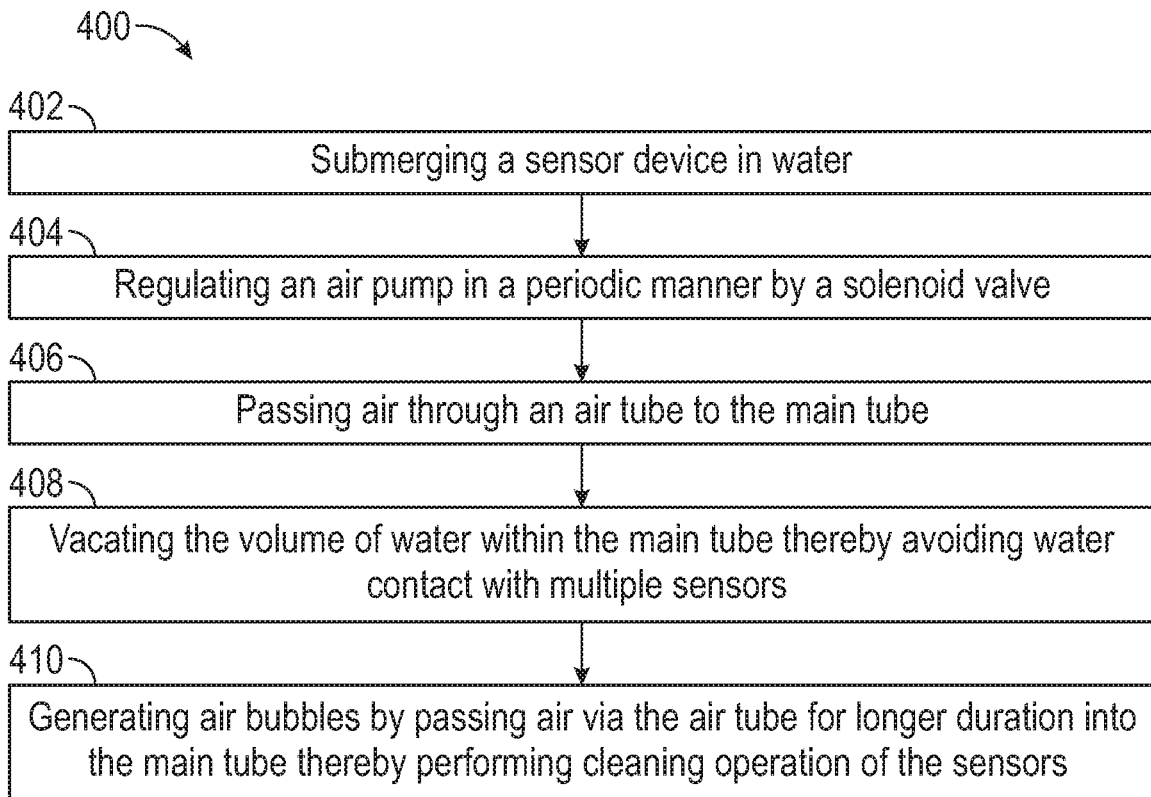 400
402
Submerging a sensor device in water
404
Regulating an air pump in a periodic manner by a solenoid valve
406
Passing air through an air tube to the main tube
408
Vacating the volume of water within the main tube thereby avoiding water
contact with multiple sensors
410
Generating air bubbles by passing air via the air tube for longer duration into
the main tube thereby performing cleaning operation of the sensors